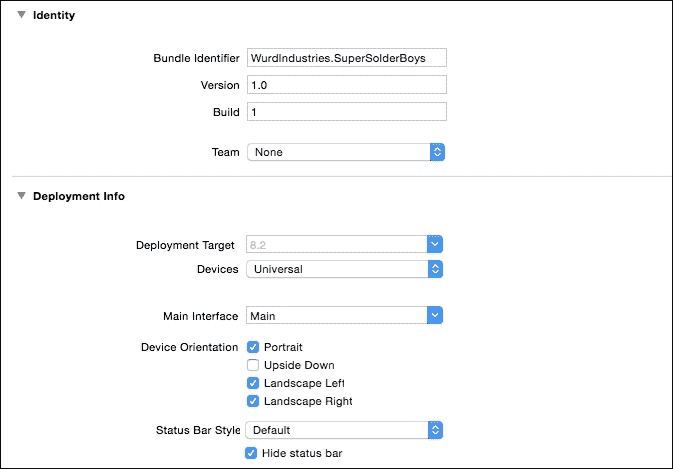 Identity
Bundle Identifier WurdIndustries.SuperSolderBoys
Version 1.0
Build 1
Team None
Deployment Info
Deployment Target 8.2
Devices Universal
Main Interface Main
Device Orientation Portrait
Upside Down
Landscape Left
Landscape Right
Status Bar Style Default
Hide status bar